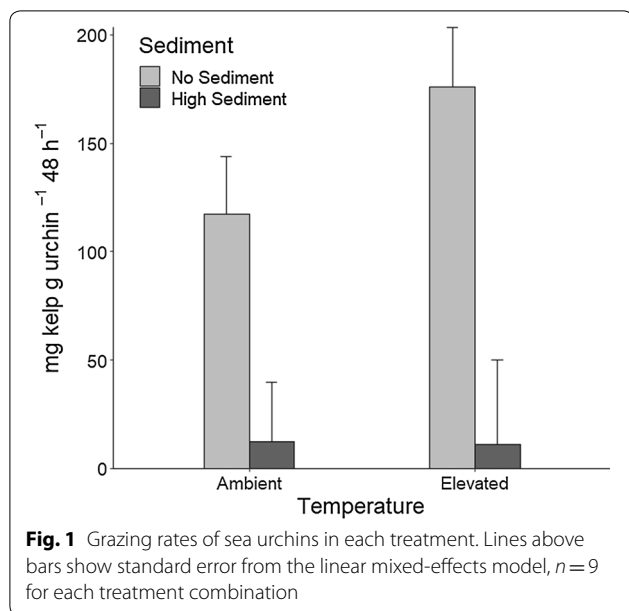 200
150
100
50
0
mg kelp g urchin ⁻¹ 48 h⁻¹
Sediment
No Sediment
High Sediment
Ambient
Elevated
Temperature
Fig. 1 Grazing rates of sea urchins in each treatment. Lines above
bars show standard error from the linear mixed-effects model, n = 9
for each treatment combination